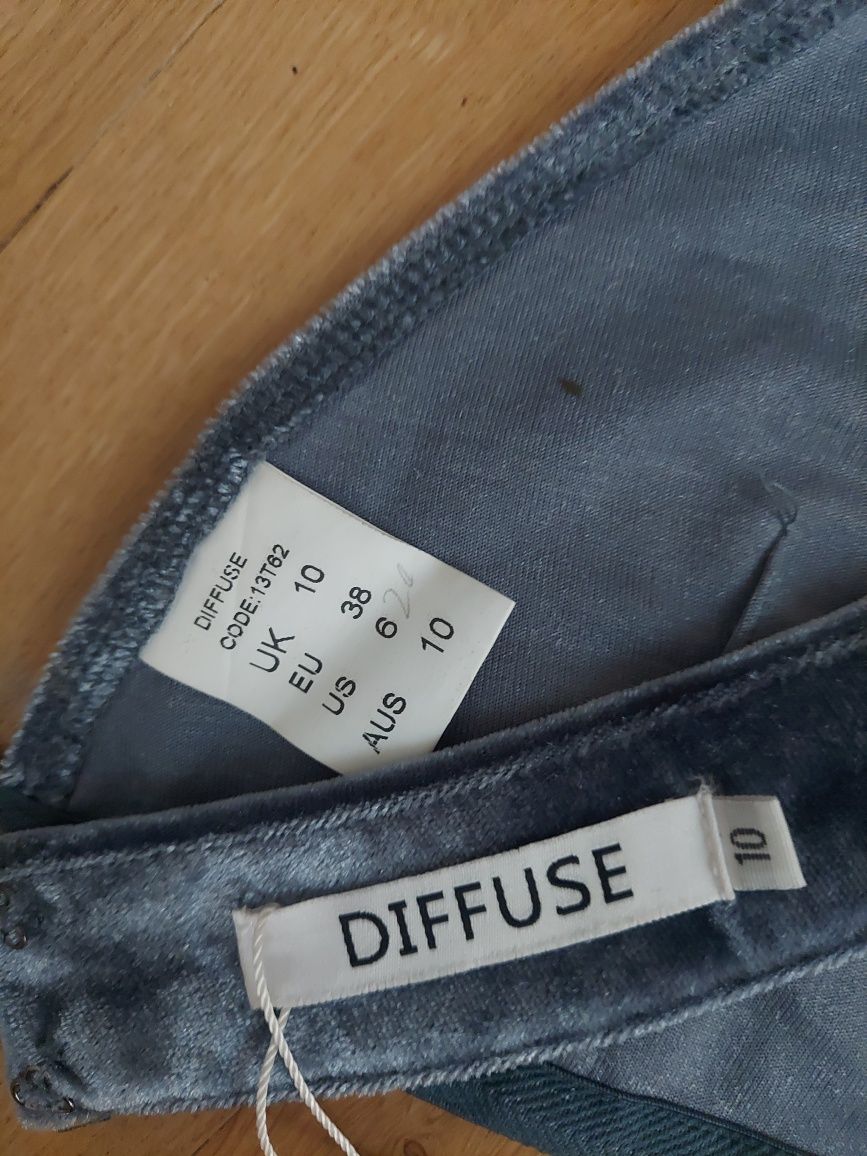 DIFFUSE
CODE:13T62
UK 10
EU 38
US 6
AUS 10
DIFFUSE
10